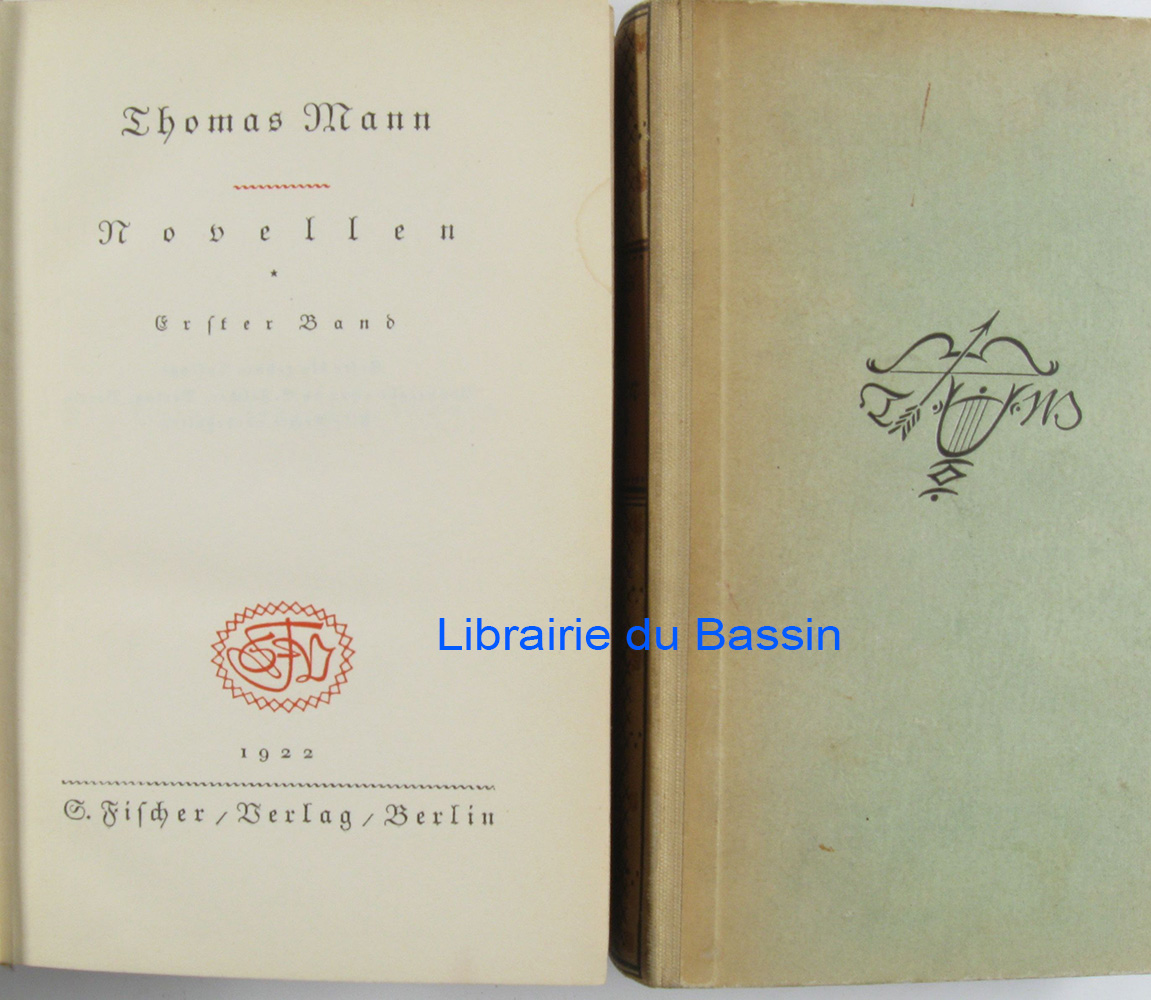 Thomas Mann
Novellen
*
Erſter Band
1922
S. Fiſcher / Verlag / Berlin
T M
Librairie du Bassin